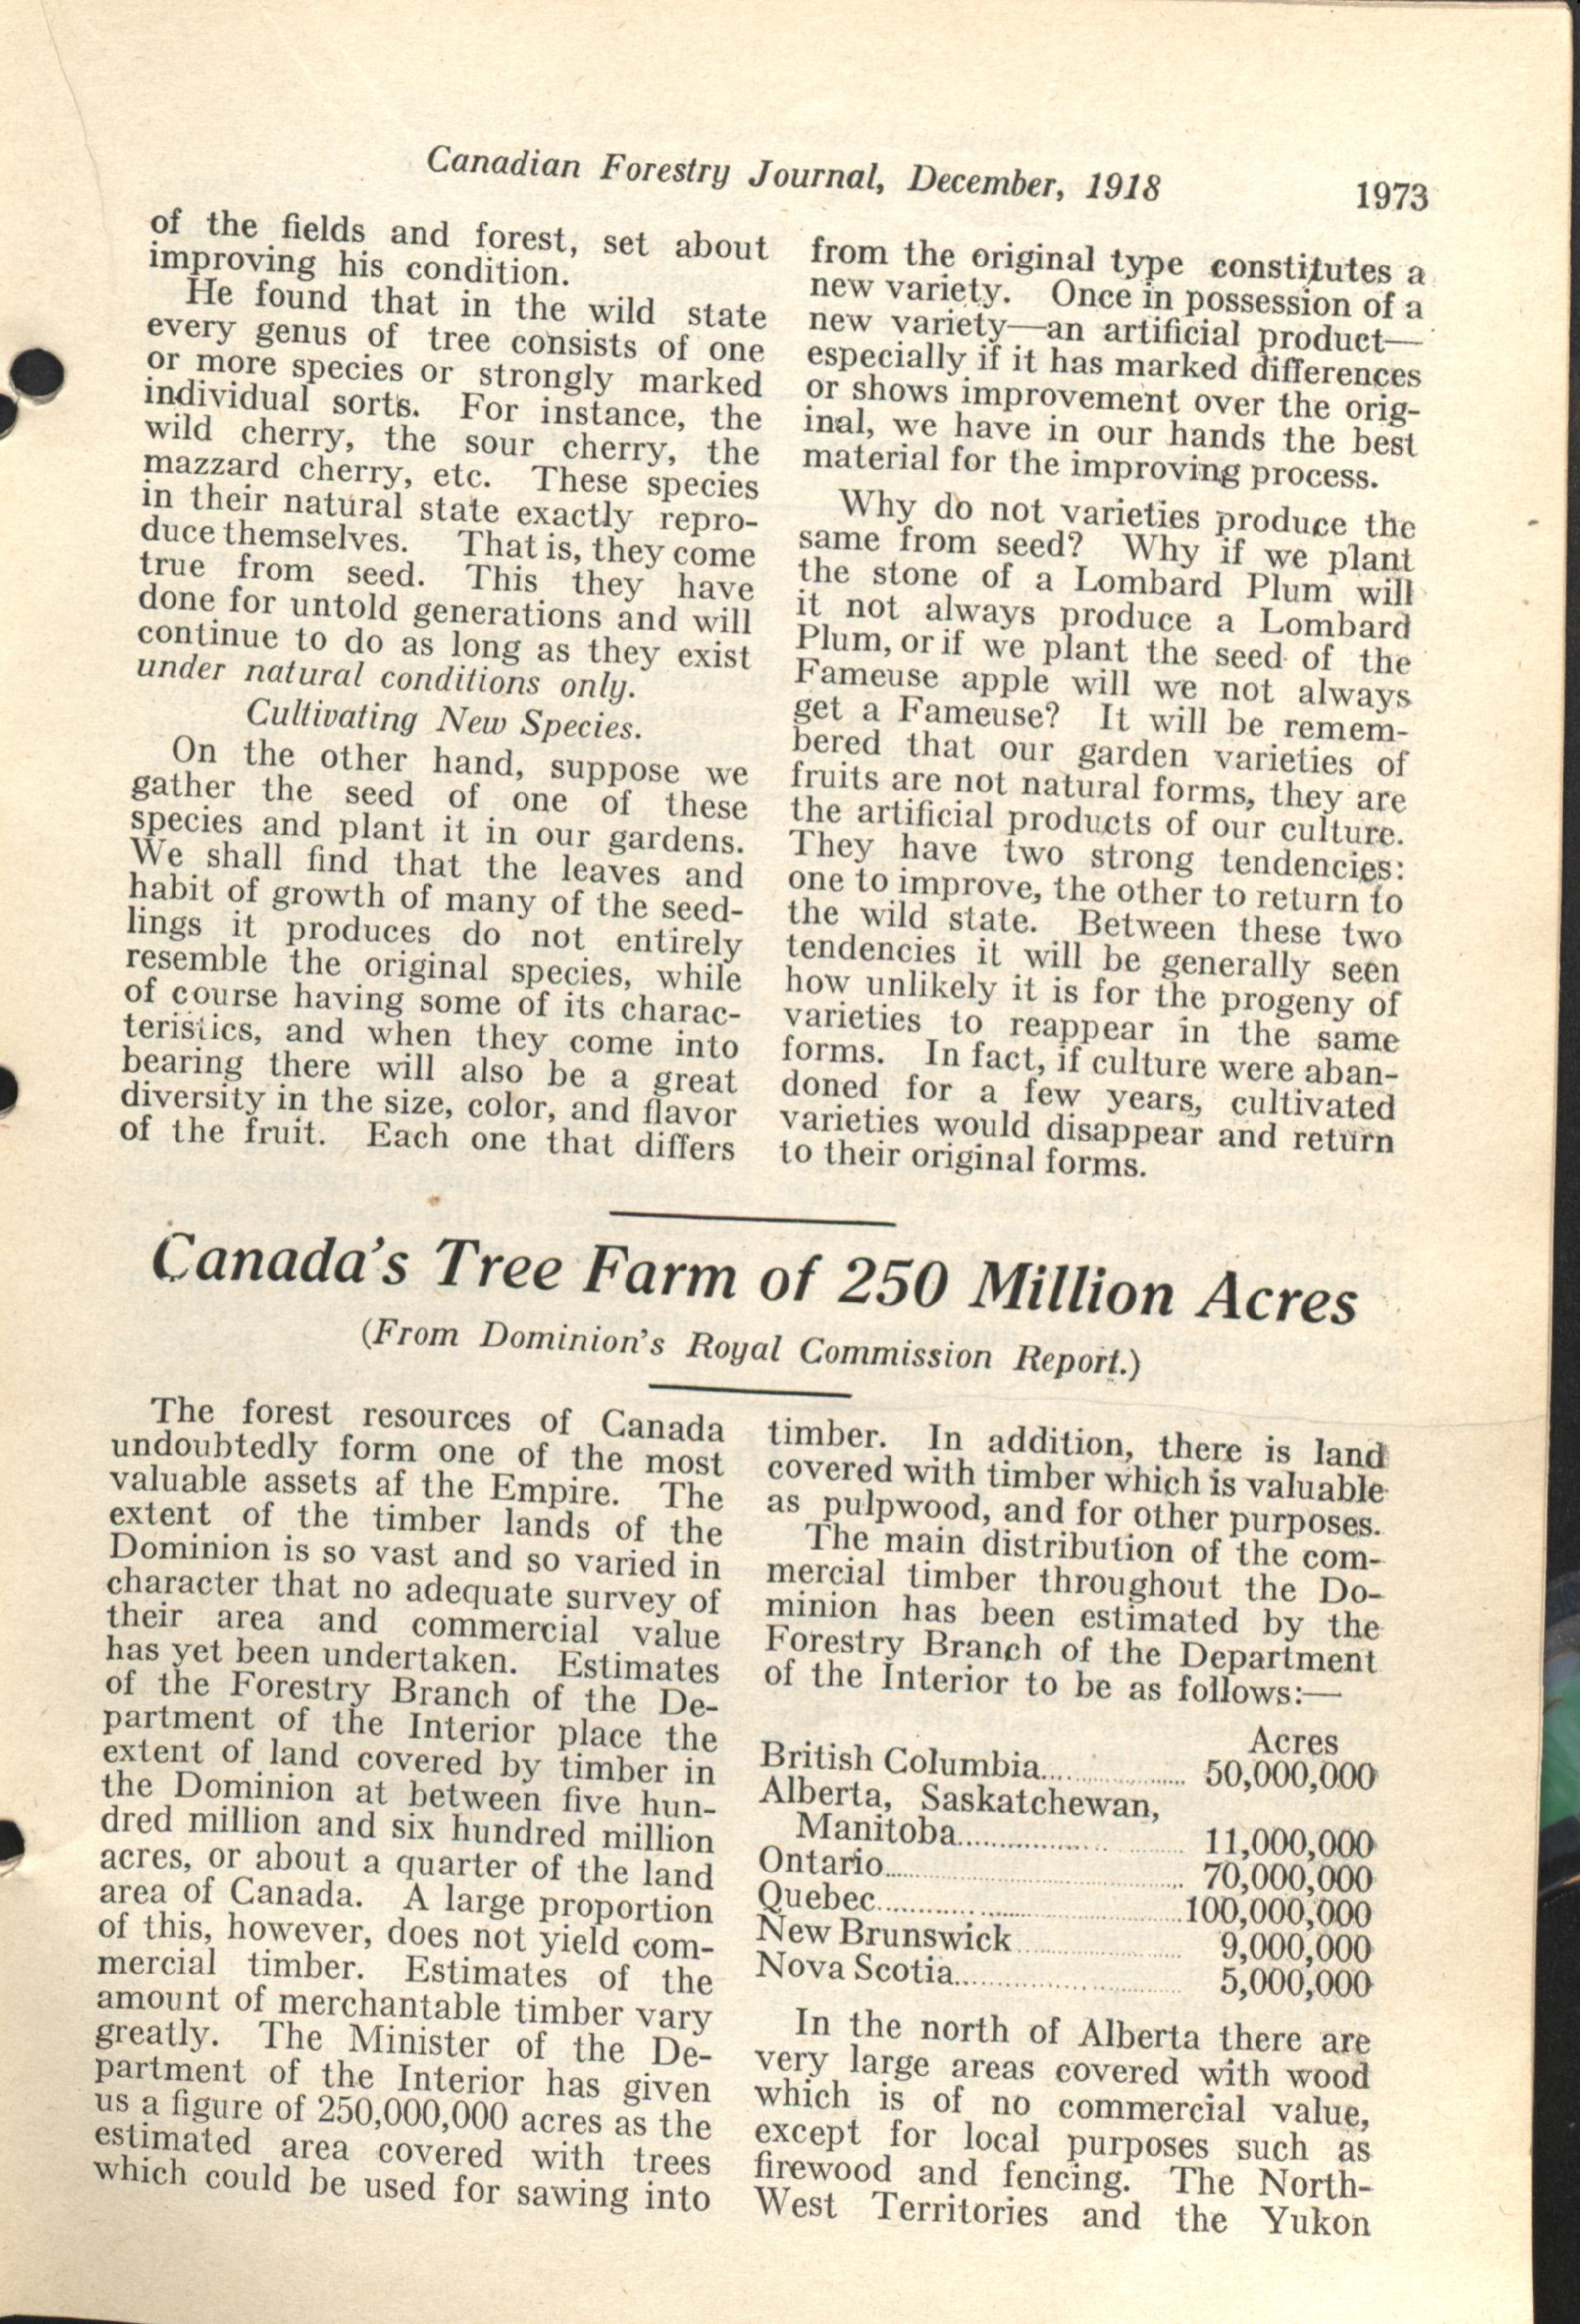 Canadian Forestry Journal, December, 1918 1973
of the fields and forest, set about
improving his condition.
He found that in the wild state
every genus of tree consists of one
or more species or strongly marked
individual sorts. For instance, the
wild cherry, the sour cherry, the
mazzard cherry, etc. These species
in their natural state exactly repro-
duce themselves. That is, they come
true from seed. This they have
done for untold generations and will
continue to do as long as they exist
under natural conditions only.
Cultivating New Species.
On the other hand, suppose we
gather the seed of one of these
species and plant it in our gardens.
We shall find that the leaves and
habit of growth of many of the seed-
lings it produces do not entirely
resemble the original species, while
of course having some of its charac-
teristics, and when they come into
bearing there will also be a great
diversity in the size, color, and flavor
of the fruit. Each one that differs
from the original type constitutes a
new variety. Once in possession of a
new variety—an artificial product—
especially if it has marked differences
or shows improvement over the orig-
inal, we have in our hands the best
material for the improving process.
Why do not varieties produce the
same from seed? Why if we plant
the stone of a Lombard Plum will
it not always produce a Lombard
Plum, or if we plant the seed of the
Fameuse apple will we not always
get a Fameuse? It will be remem-
bered that our garden varieties of
fruits are not natural forms, they are
the artificial products of our culture.
They have two strong tendencies:
one to improve, the other to return to
the wild state. Between these two
tendencies it will be generally seen
how unlikely it is for the progeny of
varieties to reappear in the same
forms. In fact, if culture were aban-
doned for a few years, cultivated
varieties would disappear and return
to their original forms.
Canada's Tree Farm of 250 Million Acres
(From Dominion's Royal Commission Report.)
The forest resources of Canada
undoubtedly form one of the most
valuable assets af the Empire. The
extent of the timber lands of the
Dominion is so vast and so varied in
character that no adequate survey of
their area and commercial value
has yet been undertaken. Estimates
of the Forestry Branch of the De-
partment of the Interior place the
extent of land covered by timber in
the Dominion at between five hun-
dred million and six hundred million
acres, or about a quarter of the land
area of Canada. A large proportion
of this, however, does not yield com-
mercial timber. Estimates of the
amount of merchantable timber vary
greatly. The Minister of the De-
partment of the Interior has given
us a figure of 250,000,000 acres as the
estimated area covered with trees
which could be used for sawing into
timber. In addition, there is land
covered with timber which is valuable
as pulpwood, and for other purposes.
The main distribution of the com-
mercial timber throughout the Do-
minion has been estimated by the
Forestry Branch of the Department
of the Interior to be as follows:—
Acres
British Columbia.................... 50,000,000
Alberta, Saskatchewan,
Manitoba.................... 11,000,000
Ontario.................... 70,000,000
Quebec.................... 100,000,000
New Brunswick.................... 9,000,000
Nova Scotia.................... 5,000,000
In the north of Alberta there are
very large areas covered with wood
which is of no commercial value,
except for local purposes such as
firewood and fencing. The North-
West Territories and the Yukon